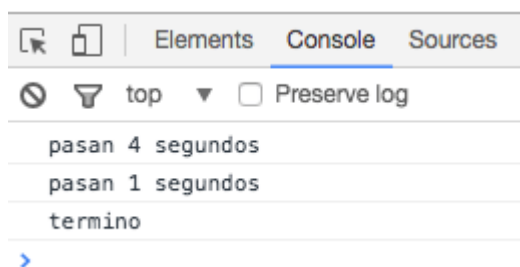 Elements Console Sources
top ▼ Preserve log
pasan 4 segundos
pasan 1 segundos
termino